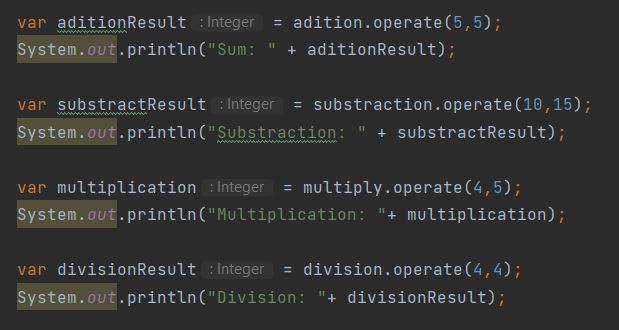 var aditionResult : Integer = adition.operate(5,5);
System.out.println("Sum: " + aditionResult);
var substractResult : Integer = substraction.operate(10,15);
System.out.println("Substraction: " + substractResult);
var multiplication : Integer = multiply.operate(4,5);
System.out.println("Multiplication: "+ multiplication);
var divisionResult : Integer = division.operate(4,4);
System.out.println("Division: "+ divisionResult);